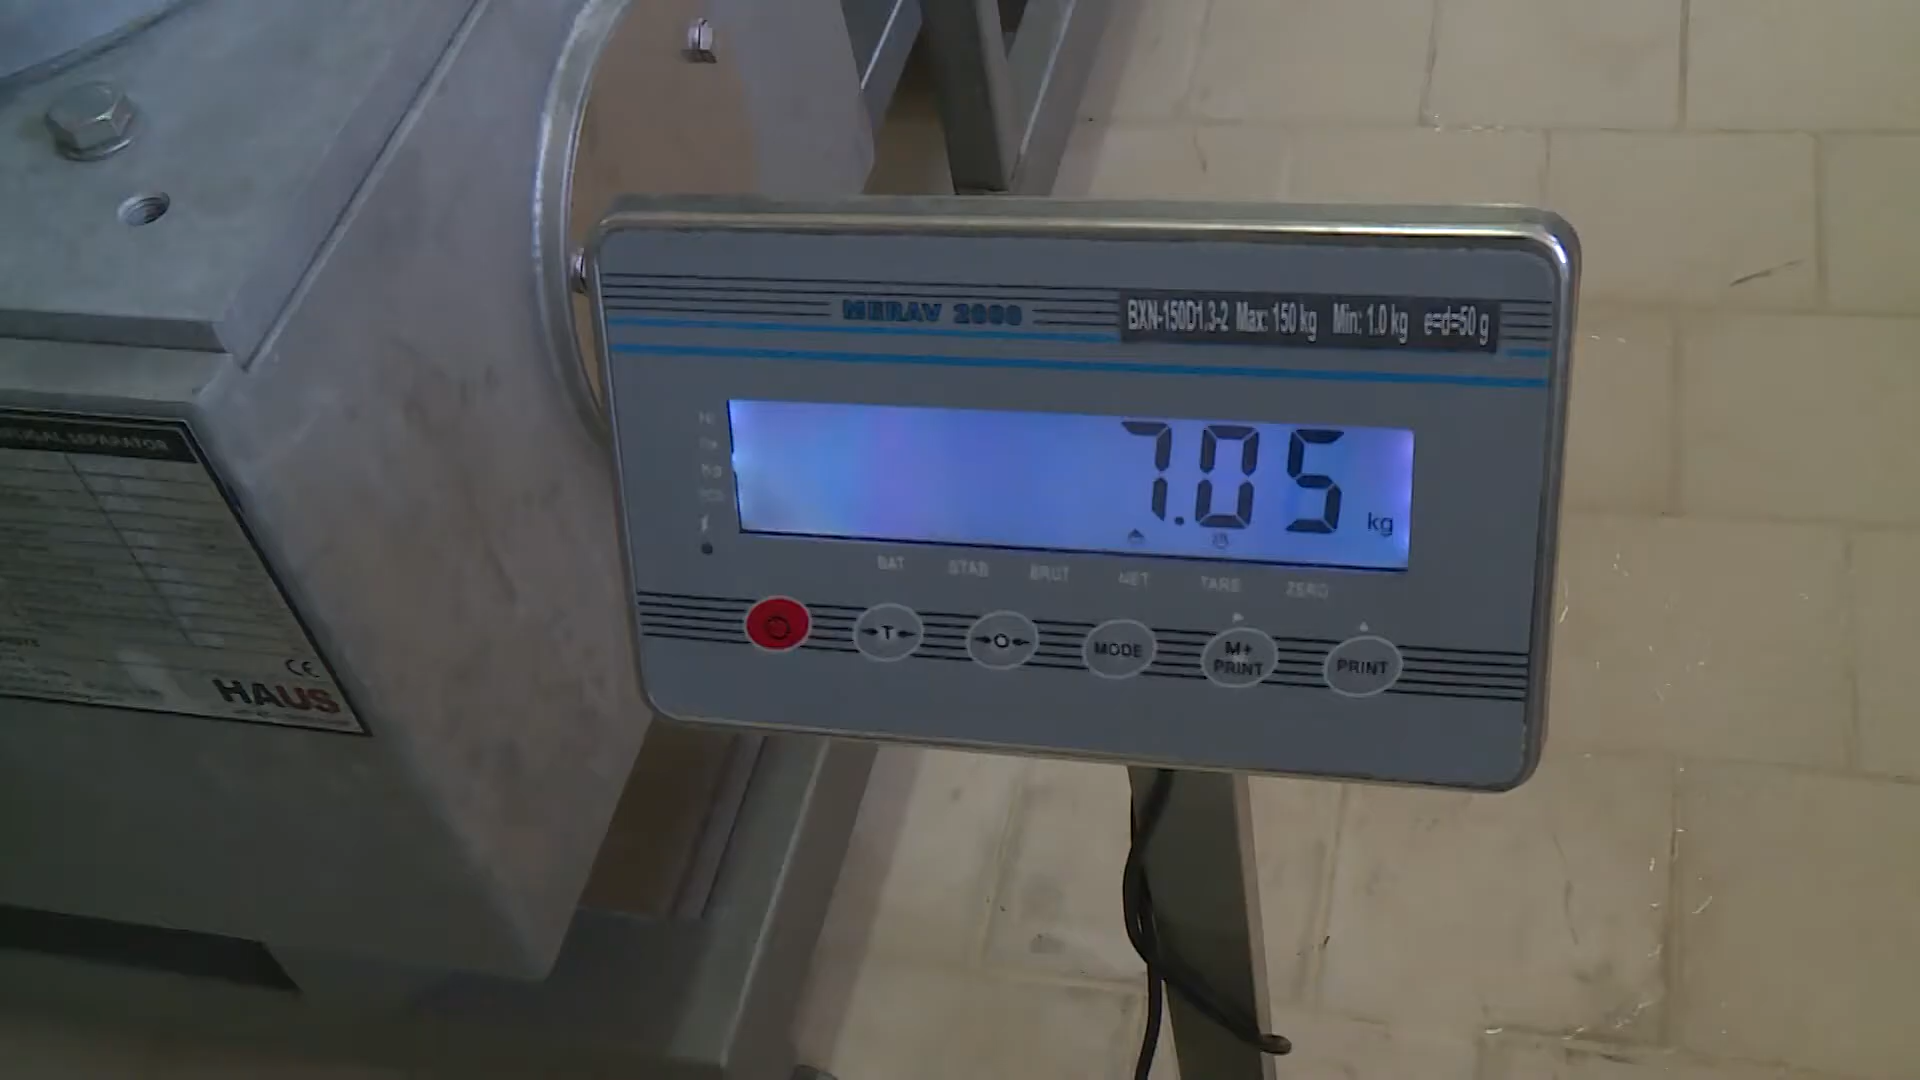 MERAV 2000
BXN-150D1.3-2 Max: 150 kg Min: 1.0 kg e=d=50 g
7.05 kg
BAT STAB BRUT NET TARE ZERO
T O MODE M+ PRINT PRINT
SEPARATOR
CE
HAUS